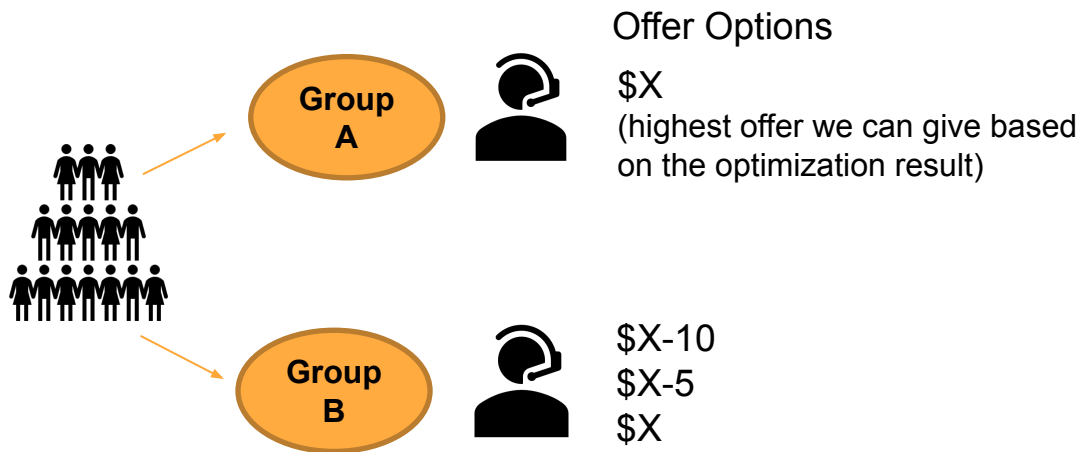 Offer Options
Group
A
$X
(highest offer we can give based
on the optimization result)
Group
B
$X-10
$X-5
$X